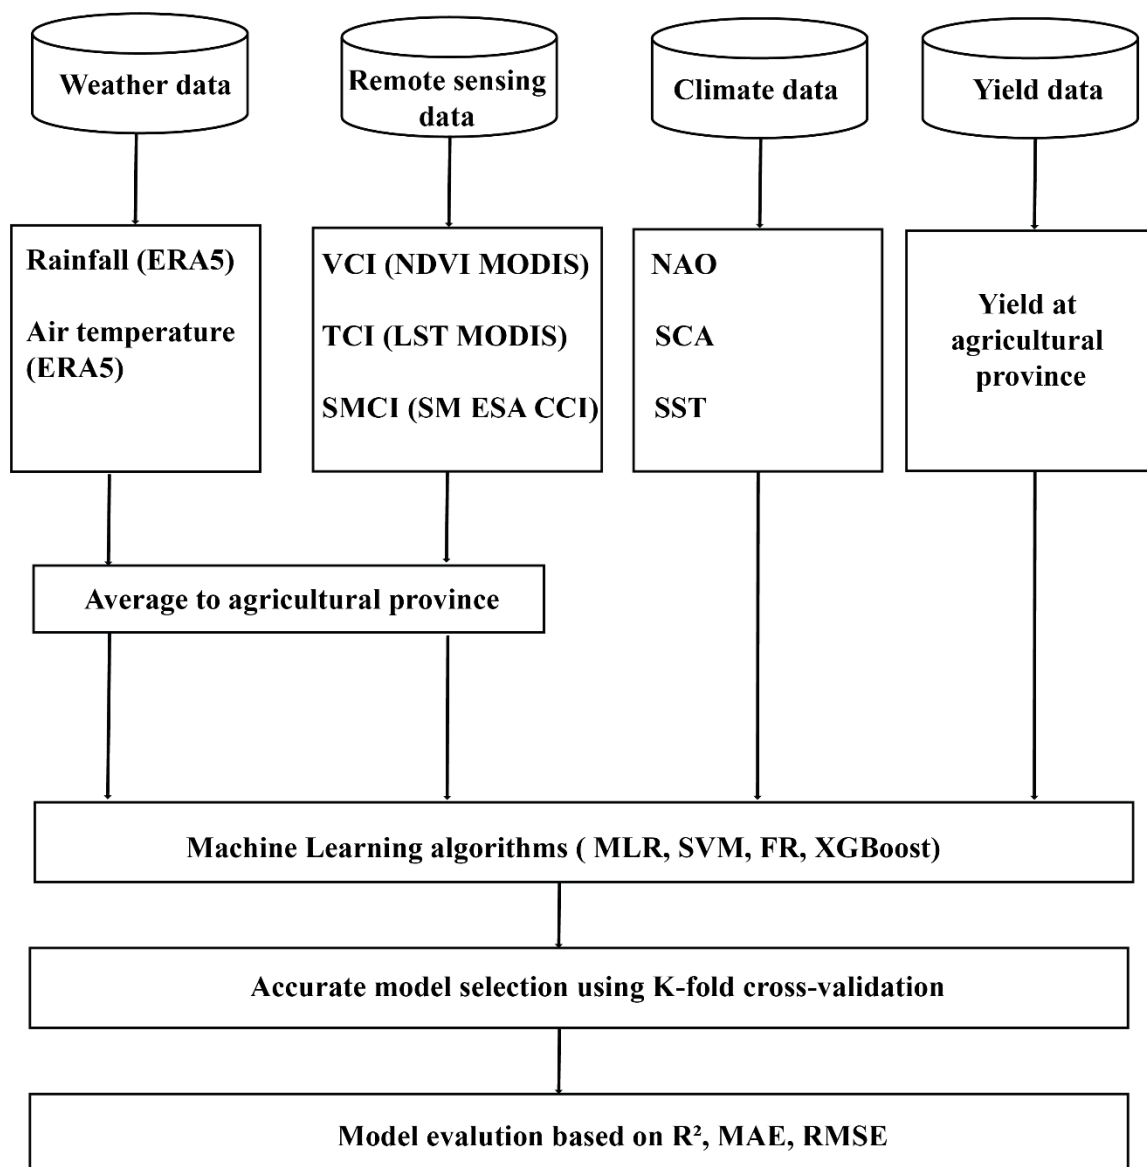 Weather data
Remote sensing
data
Climate data
Yield data
Rainfall (ERA5)
Air temperature
(ERA5)
VCI (NDVI MODIS)
TCI (LST MODIS)
SMCI (SM ESA CCI)
NAO
SCA
SST
Yield at
agricultural
province
Average to agricultural province
Machine Learning algorithms ( MLR, SVM, FR, XGBoost)
Accurate model selection using K-fold cross-validation
Model evalution based on R², MAE, RMSE